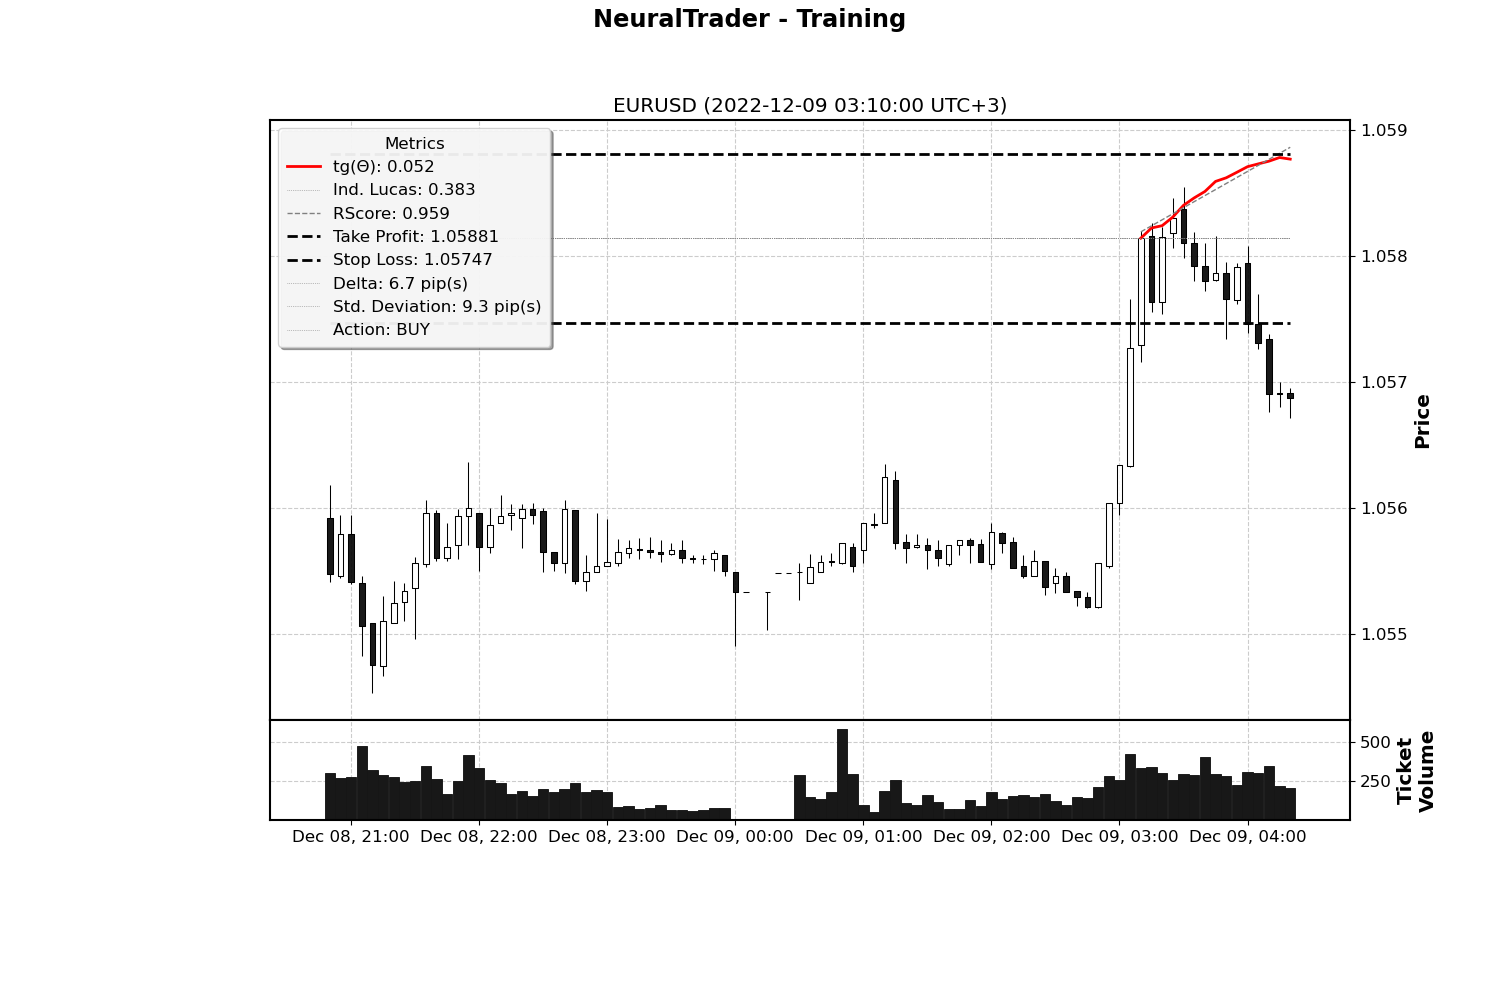 NeuralTrader - Training
EURUSD (2022-12-09 03:10:00 UTC+3)
Metrics
tg(Θ): 0.052
Ind. Lucas: 0.383
RScore: 0.959
Take Profit: 1.05881
Stop Loss: 1.05747
Delta: 6.7 pip(s)
Std. Deviation: 9.3 pip(s)
Action: BUY
1.059
1.058
1.057
1.056
1.055
Price
500
250
Ticket
Volume
Dec 08, 21:00
Dec 08, 22:00
Dec 08, 23:00
Dec 09, 00:00
Dec 09, 01:00
Dec 09, 02:00
Dec 09, 03:00
Dec 09, 04:00